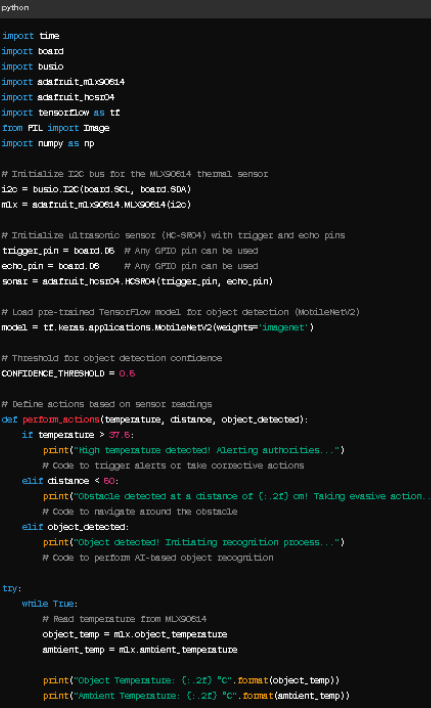 python
import time
import board
import busio
import adafruit_mlx90614
import adafruit_hcsr04
import tensorflow as tf
from PIL import Image
import numpy as np
# Initialize I2C bus for the MLX90614 thermal sensor
i2c = busio.I2C(board.SCL, board.SDA)
mlx = adafruit_mlx90614.MLX90614(i2c)
# Initialize ultrasonic sensor (HC-SR04) with trigger and echo pins
trigger_pin = board.D5  # Any GPIO pin can be used
echo_pin = board.D6     # Any GPIO pin can be used
sonar = adafruit_hcsr04.HCSR04(trigger_pin, echo_pin)
# Load pre-trained TensorFlow model for object detection (MobileNetV2)
model = tf.keras.applications.MobileNetV2(weights='imagenet')
# Threshold for object detection confidence
CONFIDENCE_THRESHOLD = 0.5
# Define actions based on sensor readings
def perform_actions(temperature, distance, object_detected):
    if temperature > 37.5:
        print("High temperature detected! Alerting authorities...")
        # Code to trigger alerts or take corrective actions
    elif distance < 50:
        print("Obstacle detected at a distance of {:.2f} cm! Taking evasive action..
        # Code to navigate around the obstacle
    elif object_detected:
        print("Object detected! Initiating recognition process...")
        # Code to perform AI-based object recognition
try:
    while True:
        # Read temperature from MLX90614
        object_temp = mlx.object_temperature
        ambient_temp = mlx.ambient_temperature
        print("Object Temperature: {:.2f} °C".format(object_temp))
        print("Ambient Temperature: {:.2f} °C".format(ambient_temp))